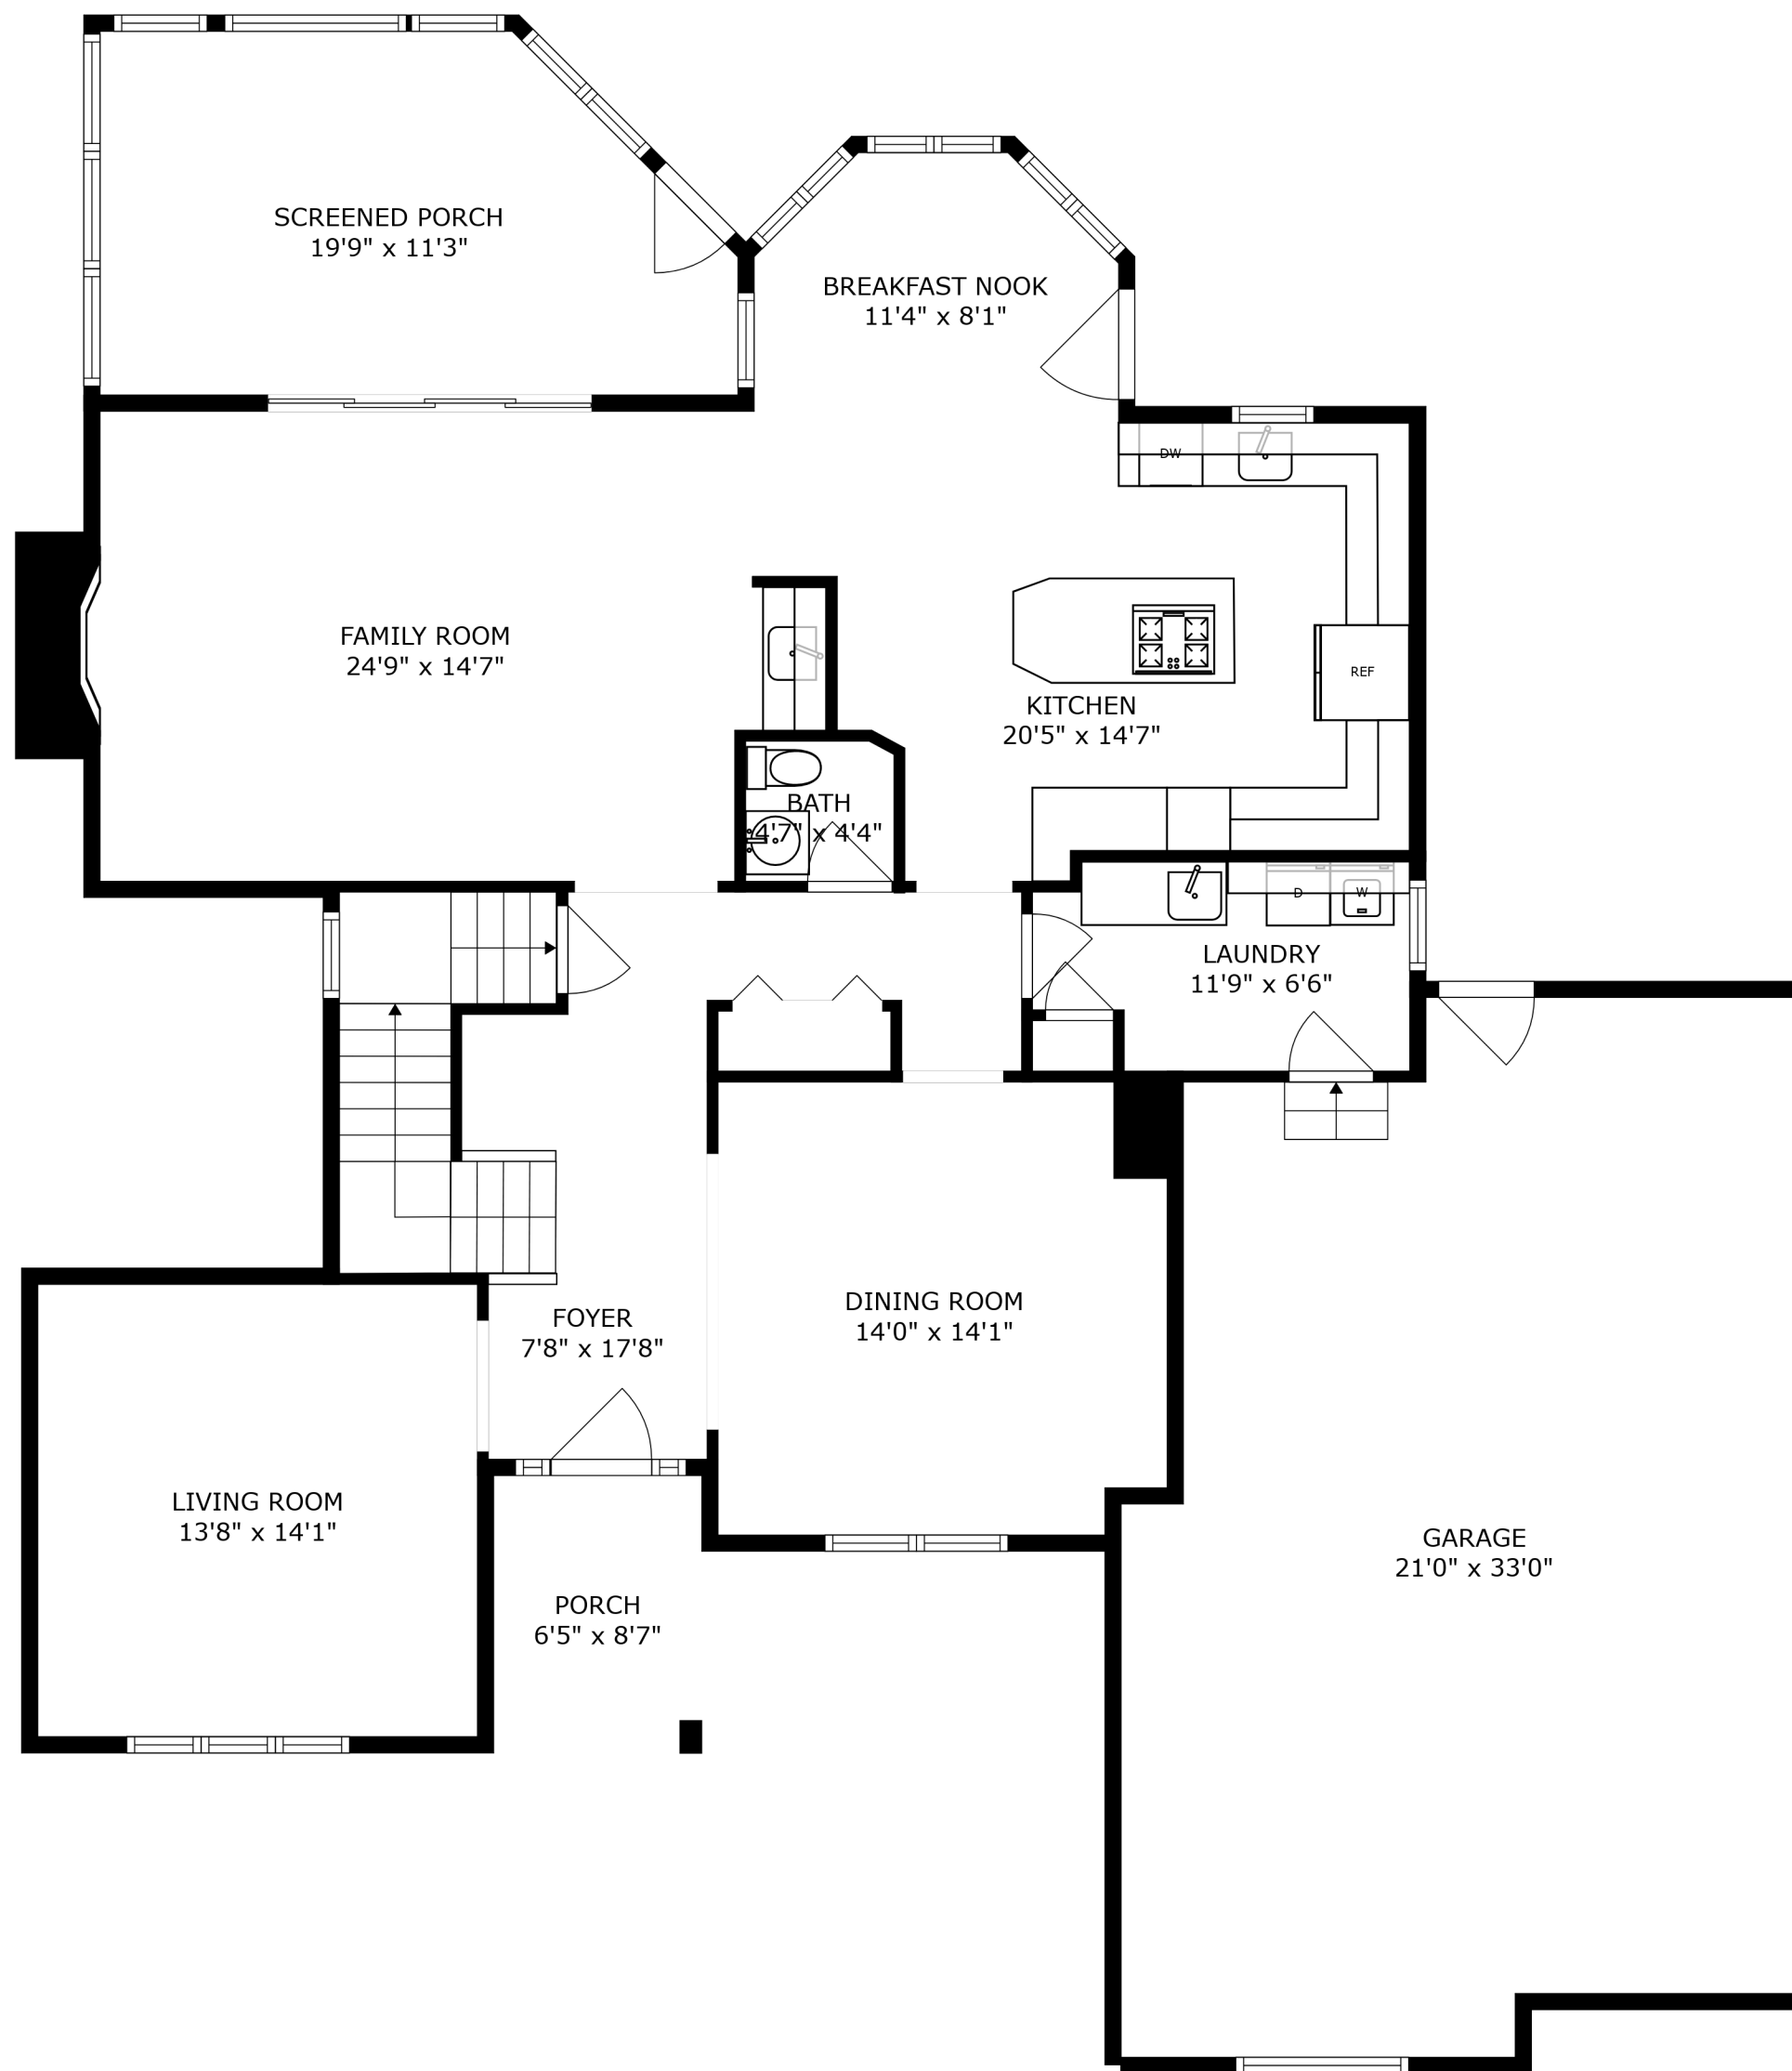 SCREENED PORCH
19'9" x 11'3"
BREAKFAST NOOK
11'4" x 8'1"
DW
FAMILY ROOM
24'9" x 14'7"
REF
KITCHEN
20'5" x 14'7"
BATH
4'7" x 4'4"
D
W
LAUNDRY
11'9" x 6'6"
DINING ROOM
14'0" x 14'1"
FOYER
7'8" x 17'8"
LIVING ROOM
13'8" x 14'1"
GARAGE
21'0" x 33'0"
PORCH
6'5" x 8'7"